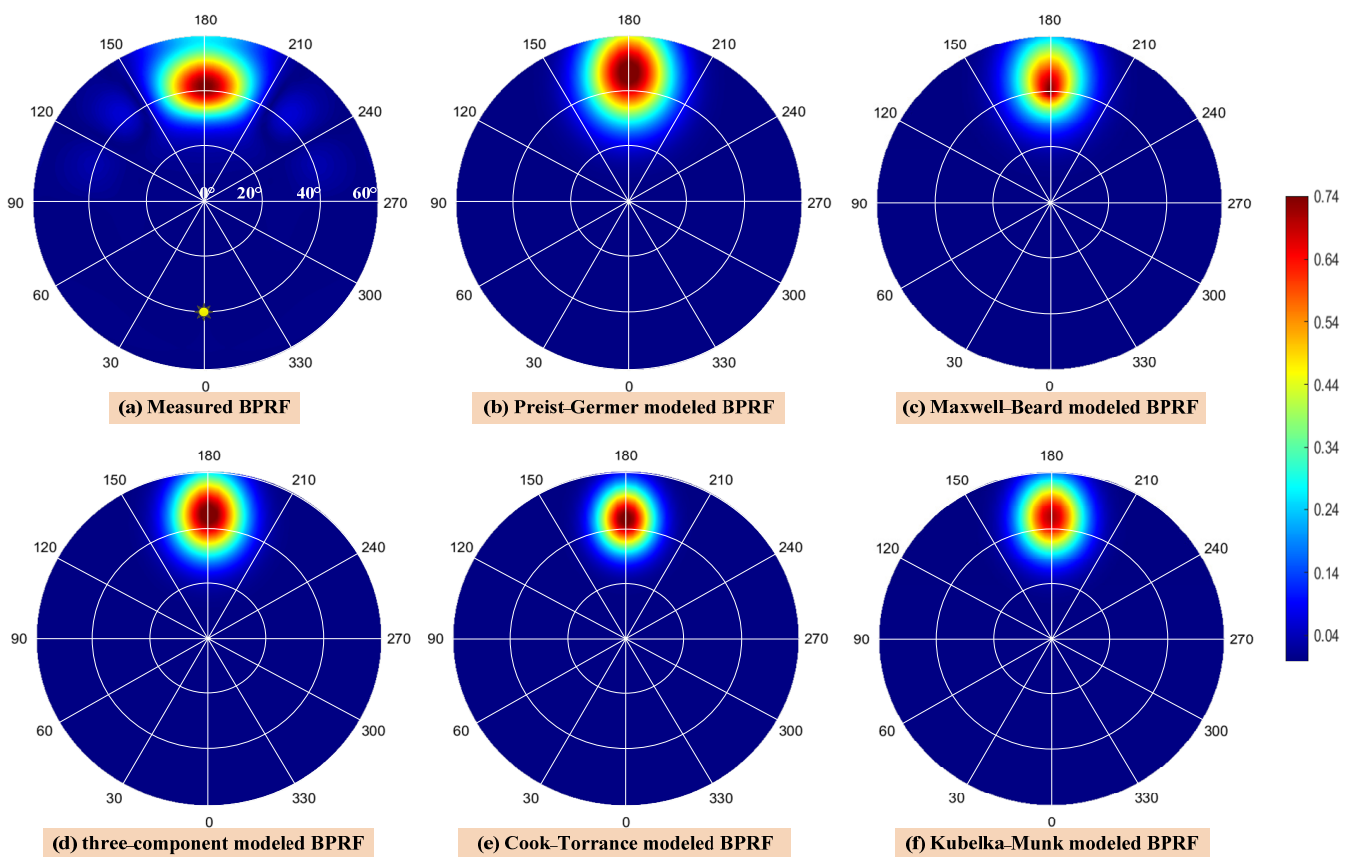 180 180 180
150 210 150 210 150 210
120 240 120 240 120 240
0° 20° 40° 60°
90 270 90 270 90 270
60 300 60 300 60 300
30 330 30 330 30 330
0 0 0
(a) Measured BPRF
(b) Preist–Germer modeled BPRF
(c) Maxwell–Beard modeled BPRF
0.74
0.64
0.54
0.44
0.34
0.24
0.14
0.04
180 180 180
150 210 150 210 150 210
120 240 120 240 120 240
90 270 90 270 90 270
60 300 60 300 60 300
30 330 30 330 30 330
0 0 0
(d) three–component modeled BPRF
(e) Cook–Torrance modeled BPRF
(f) Kubelka–Munk modeled BPRF